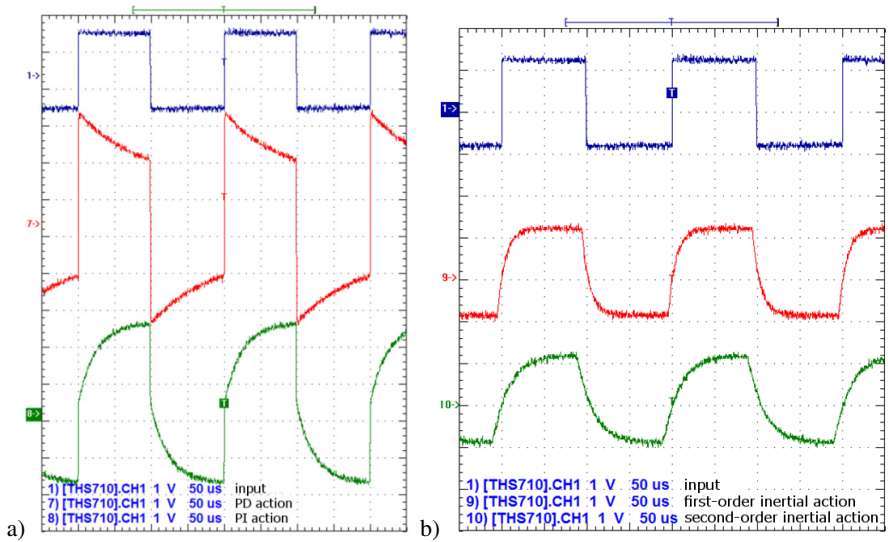 T
1->
T
7->
T
8->
T
1) [THS710].CH1 1 V 50 us input
7) [THS710].CH1 1 V 50 us PD action
8) [THS710].CH1 1 V 50 us PI action
a)
T
1->
T
9->
T
10->
T
1) [THS710].CH1 1 V 50 us input
9) [THS710].CH1 1 V 50 us first-order inertial action
10) [THS710].CH1 1 V 50 us second-order inertial action
b)